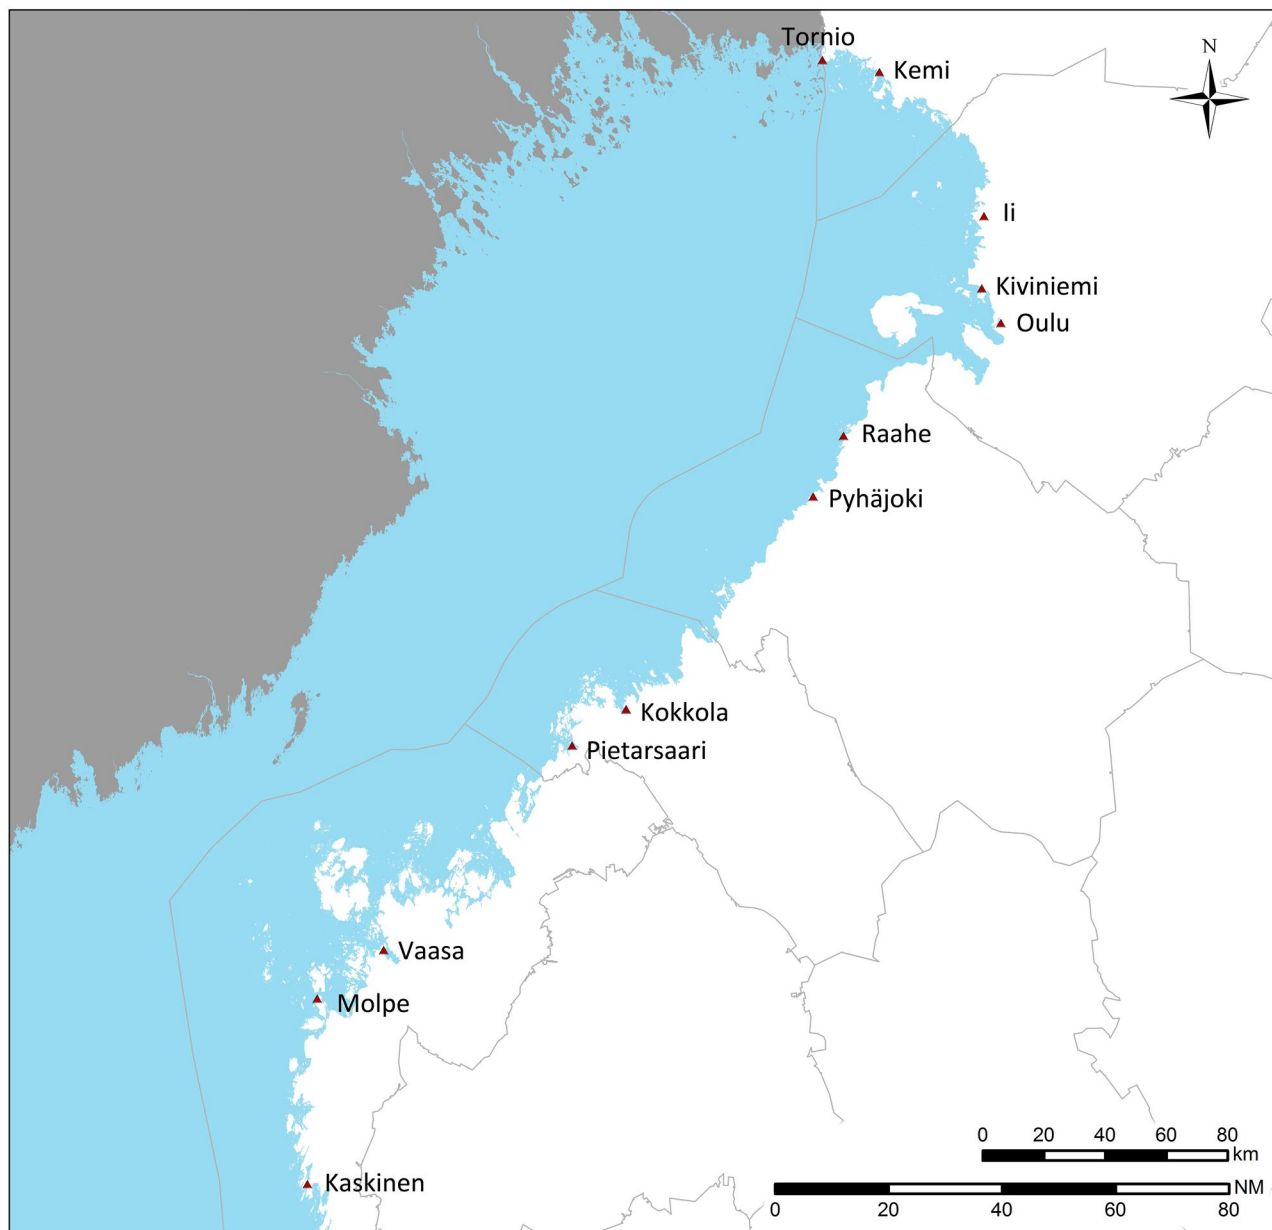 Tornio
N
Kemi
Ii
Kiviniemi
Oulu
Raahe
Pyhäjoki
Kokkola
Pietarsaari
Vaasa
Molpe
Kaskinen
0 20 40 60 80
km
NM
0 20 40 60 80